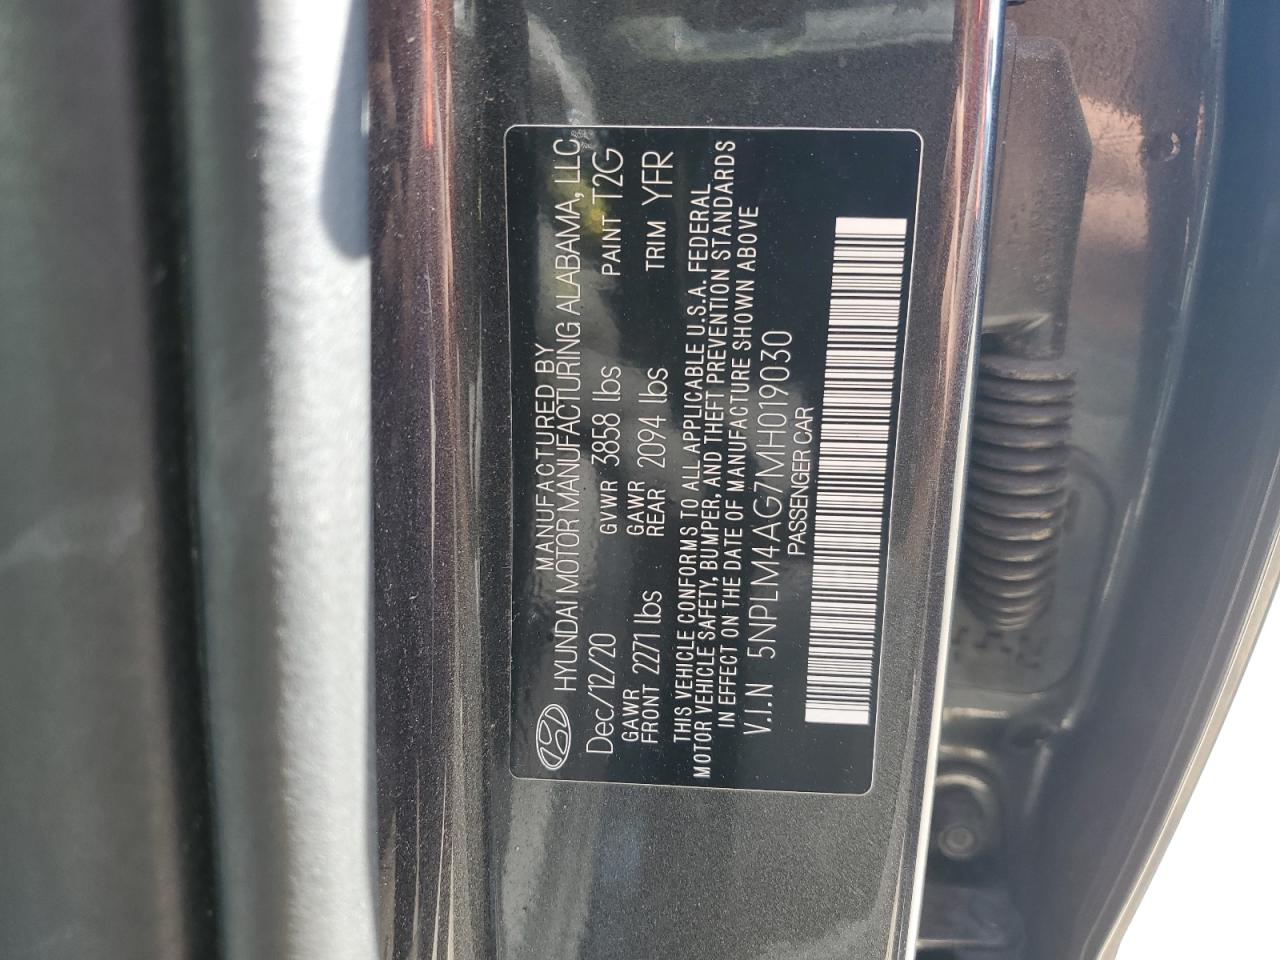 MANUFACTURED BY
HYUNDAI MOTOR MANUFACTURING ALABAMA, LLC
Dec/12/20 GVWR 3858 lbs PAINT T2G
GAWR FRONT 2271 lbs GAWR REAR 2094 lbs TRIM YFR
THIS VEHICLE CONFORMS TO ALL APPLICABLE U.S.A. FEDERAL
MOTOR VEHICLE SAFETY, BUMPER, AND THEFT PREVENTION STANDARDS
IN EFFECT ON THE DATE OF MANUFACTURE SHOWN ABOVE
V.I.N 5NPLM4AG7MH019030
PASSENGER CAR